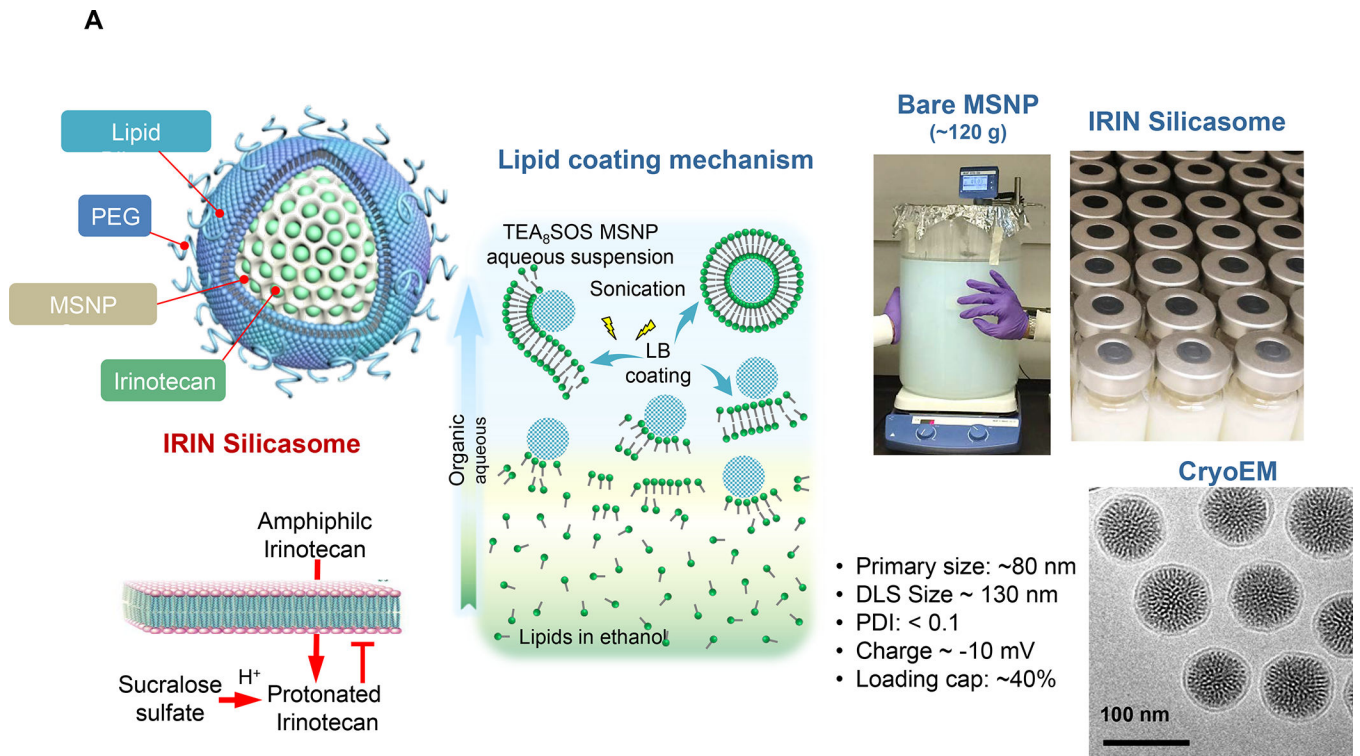 A
Lipid
PEG
MSNP
Irinotecan
IRIN Silicasome
Amphiphilc
Irinotecan
Sucralose
sulfate
H⁺
Protonated
Irinotecan
Lipid coating mechanism
TEA₈SOS MSNP
aqueous suspension
Sonication
LB
coating
Organic
aqueous
Lipids in ethanol
Bare MSNP
(~120 g)
IRIN Silicasome
• Primary size: ~80 nm
• DLS Size ~ 130 nm
• PDI: < 0.1
• Charge ~ -10 mV
• Loading cap: ~40%
CryoEM
100 nm